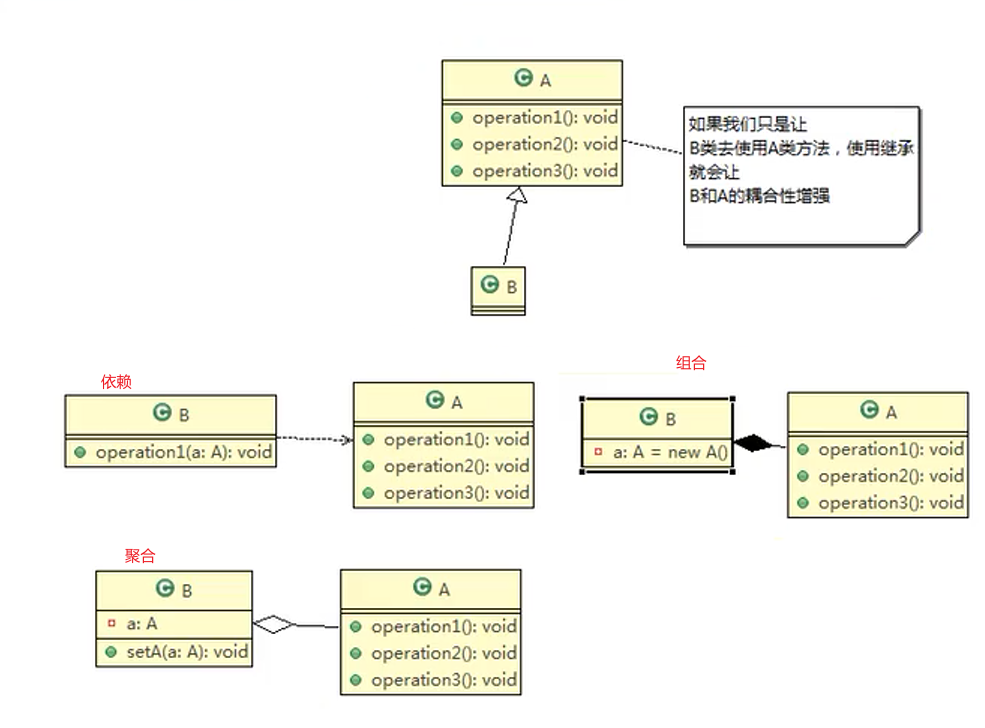 C A
operation1(): void
operation2(): void
operation3(): void
如果我们只是让
B类去使用A类方法，使用继承
就会让
B和A的耦合性增强
C B
依赖
C B
operation1(a: A): void
C A
operation1(): void
operation2(): void
operation3(): void
组合
C B
a: A = new A()
C A
operation1(): void
operation2(): void
operation3(): void
聚合
C B
a: A
setA(a: A): void
C A
operation1(): void
operation2(): void
operation3(): void